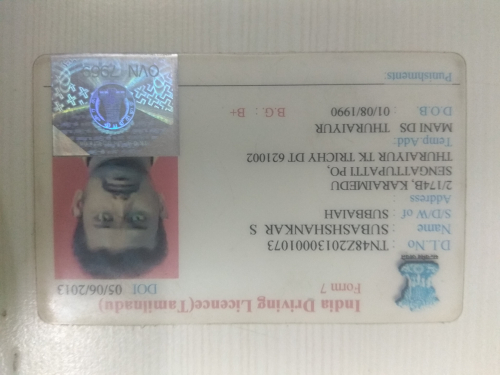 India Driving Licence(Tamilnadu)
Form 7
DOI 05/06/2013
D.L.No : TN48Z20130001073
Name : SUBASHSHANKAR S
S/D/W of : SUBBAIAH
Address :
2/174B, KARAIMEDU
SENGATTUPATTI PO,
THURAIYUR TK TRICHY DT 621002
Temp.Add:
MANI DS THURAIYUR
D.O.B : 01/08/1990 B.G. : B+
Punishments: